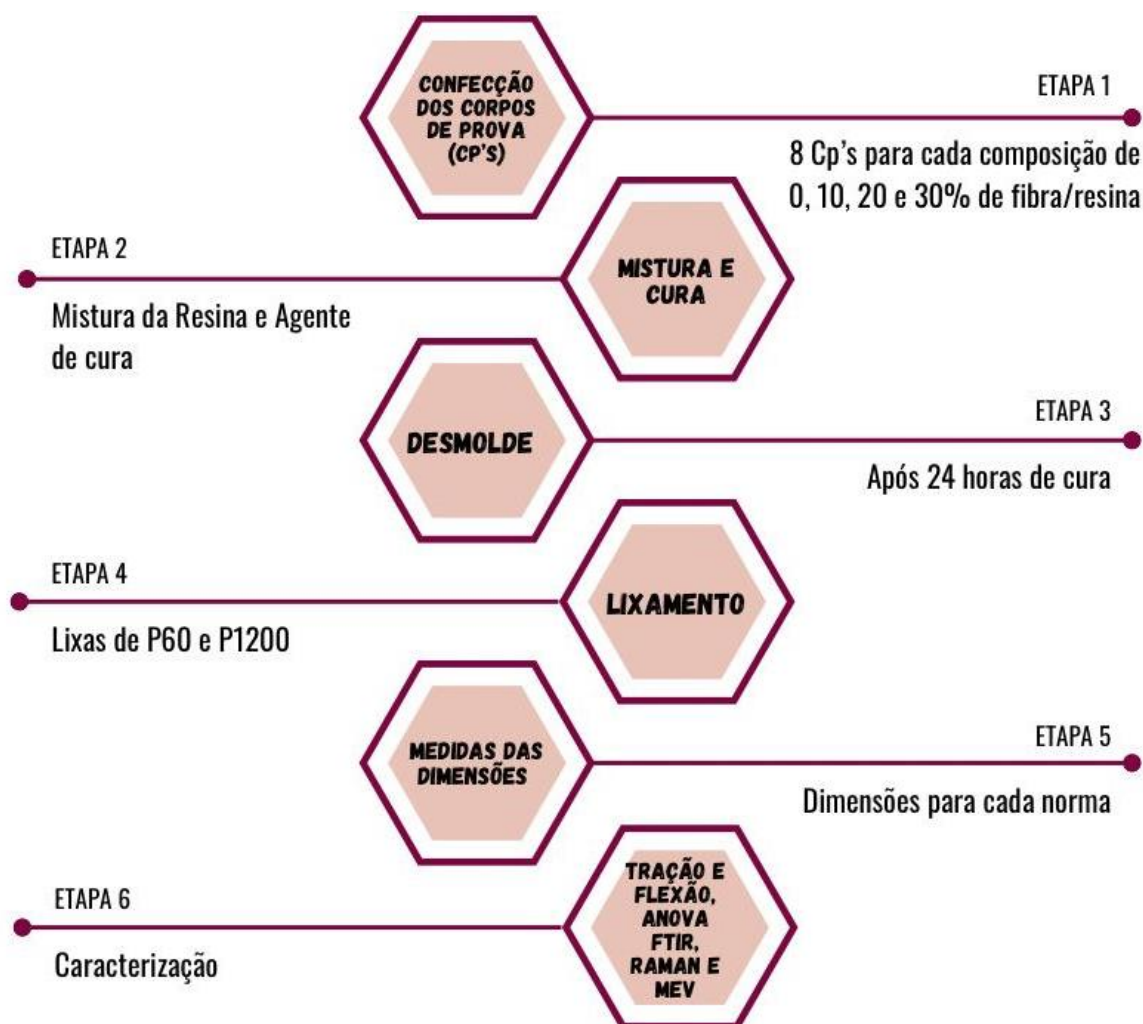 CONFECÇÃO
DOS CORPOS
DE PROVA
(CP'S)
ETAPA 1
8 Cp's para cada composição de
0, 10, 20 e 30% de fibra/resina
ETAPA 2
MISTURA E
CURA
Mistura da Resina e Agente
de cura
DESMOLDE
ETAPA 3
Após 24 horas de cura
ETAPA 4
LIXAMENTO
Lixas de P60 e P1200
MEDIDAS DAS
DIMENSÕES
ETAPA 5
Dimensões para cada norma
ETAPA 6
TRAÇÃO E
FLEXÃO,
ANOVA
FTIR,
RAMAN E
MEV
Caracterização